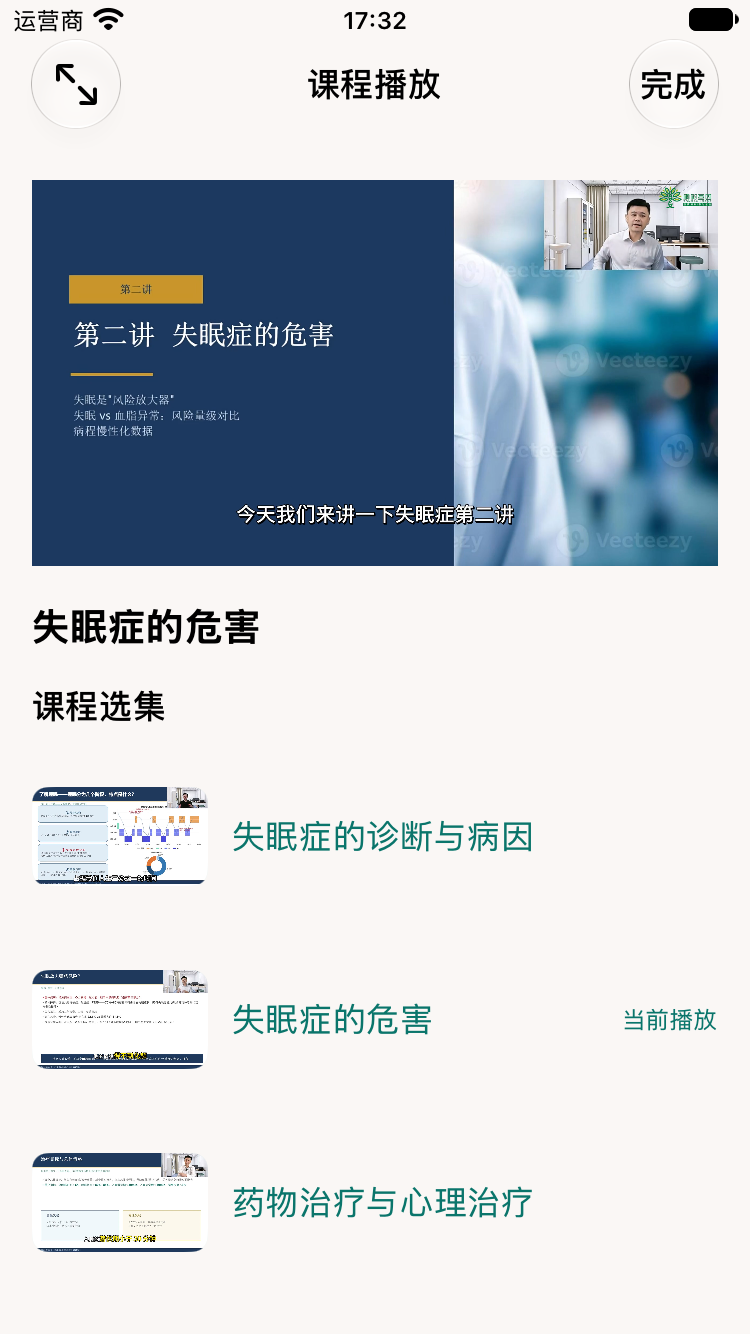 运营商
17:32
课程播放
完成
第二讲
第二讲 失眠症的危害
失眠是"风险放大器"
失眠 vs 血脂异常：风险量级对比
病程慢性化数据
Vecteezy
Vecteezy
Vecteezy
今天我们来讲一下失眠症第二讲
失眠症的危害
课程选集
失眠症的诊断与病因
失眠症的危害
当前播放
药物治疗与心理治疗